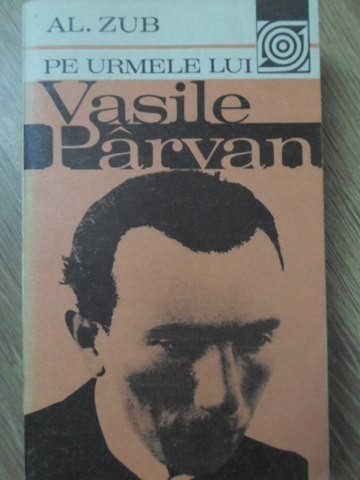 AL. ZUB
PE URMELE LUI
Vasile
Pârvan